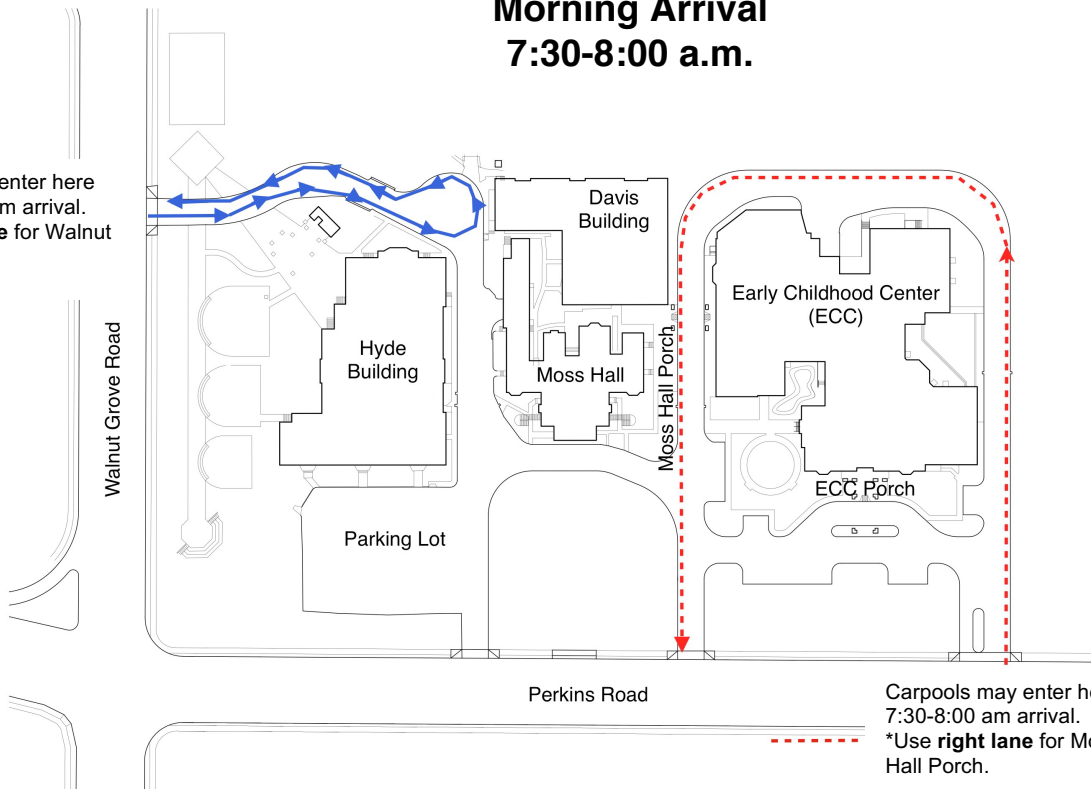 Morning Arrival
7:30-8:00 a.m.
enter here
arrival.
for Walnut
Walnut Grove Road
Davis
Building
Early Childhood Center
(ECC)
Hyde
Building
Moss Hall
Moss Hall Porch
ECC Porch
Parking Lot
Perkins Road
Carpools may enter
7:30-8:00 am arrival.
*Use right lane for
Hall Porch.